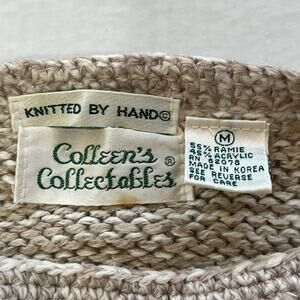 KNITTED BY HAND©
Colleen's
Collectables®
M
55% RAMIE
45% ACRYLIC
RN 52078
MADE IN KOREA
SEE REVERSE
FOR CARE